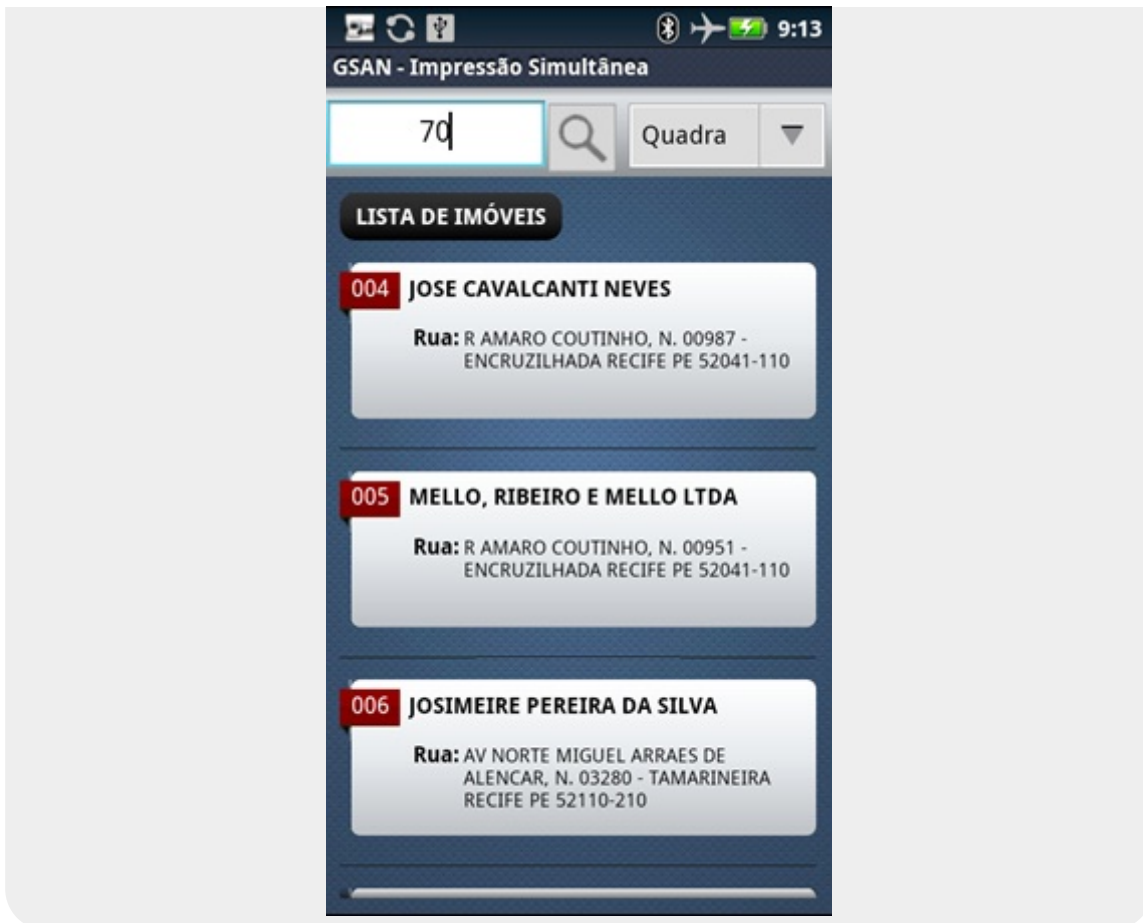 9:13
GSAN - Impressão Simultânea
70
Quadra
LISTA DE IMÓVEIS
004 JOSE CAVALCANTI NEVES
Rua: R AMARO COUTINHO, N. 00987 -
ENCRUZILHADA RECIFE PE 52041-110
005 MELLO, RIBEIRO E MELLO LTDA
Rua: R AMARO COUTINHO, N. 00951 -
ENCRUZILHADA RECIFE PE 52041-110
006 JOSIMEIRE PEREIRA DA SILVA
Rua: AV NORTE MIGUEL ARRAES DE
ALENCAR, N. 03280 - TAMARINEIRA
RECIFE PE 52110-210